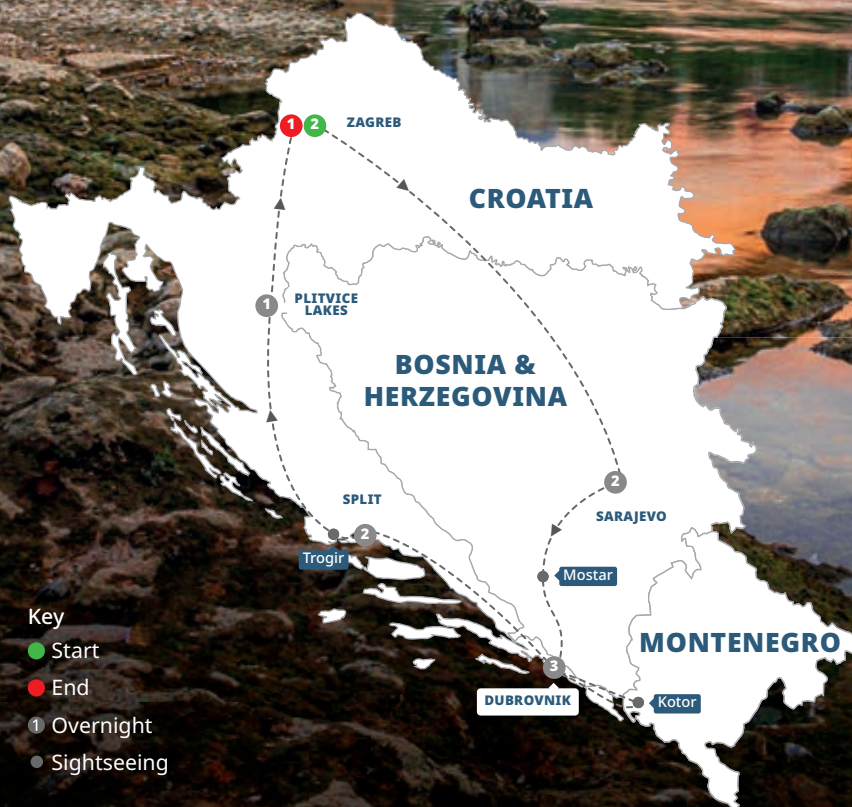 1 2 ZAGREB
CROATIA
1 PLITVICE
LAKES
BOSNIA &
HERZEGOVINA
2
SARAJEVO
SPLIT
2
Trogir
Mostar
MONTENEGRO
3
DUBROVNIK
Kotor
Key
Start
End
1 Overnight
Sightseeing